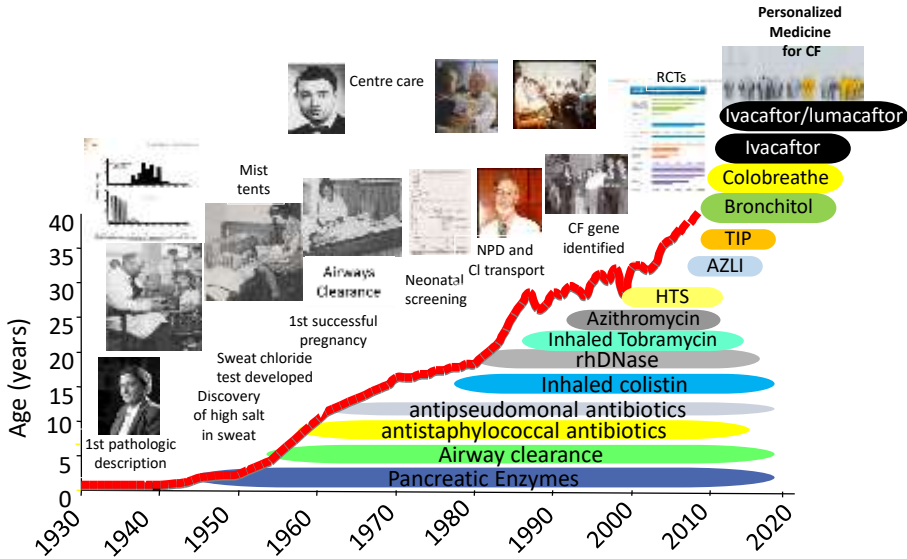 Personalized
Medicine
for CF
Centre care
RCTs
Ivacaftor/lumacaftor
Ivacaftor
Colobreathe
Bronchitol
TIP
AZLI
HTS
Azithromycin
Inhaled Tobramycin
rhDNase
Inhaled colistin
antipseudomonal antibiotics
antistaphylococcal antibiotics
Airway clearance
Pancreatic Enzymes
Mist
tents
Airways
Clearance
Neonatal
screening
NPD and
Cl transport
CF gene
identified
1st successful
pregnancy
Sweat chloride
test developed
Discovery
of high salt
in sweat
1st pathologic
description
Age (years)
40
35
30
25
20
15
10
5
0
1930
1940
1950
1960
1970
1980
1990
2000
2010
2020